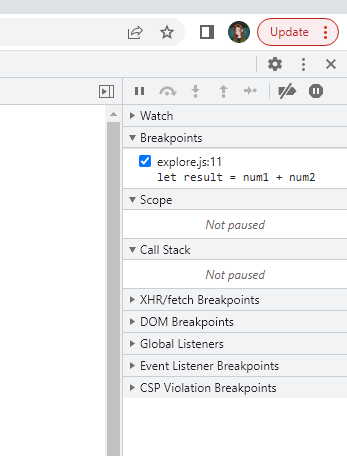 Update
Watch
Breakpoints
explore.js:11
let result = num1 + num2
Scope
Not paused
Call Stack
Not paused
XHR/fetch Breakpoints
DOM Breakpoints
Global Listeners
Event Listener Breakpoints
CSP Violation Breakpoints